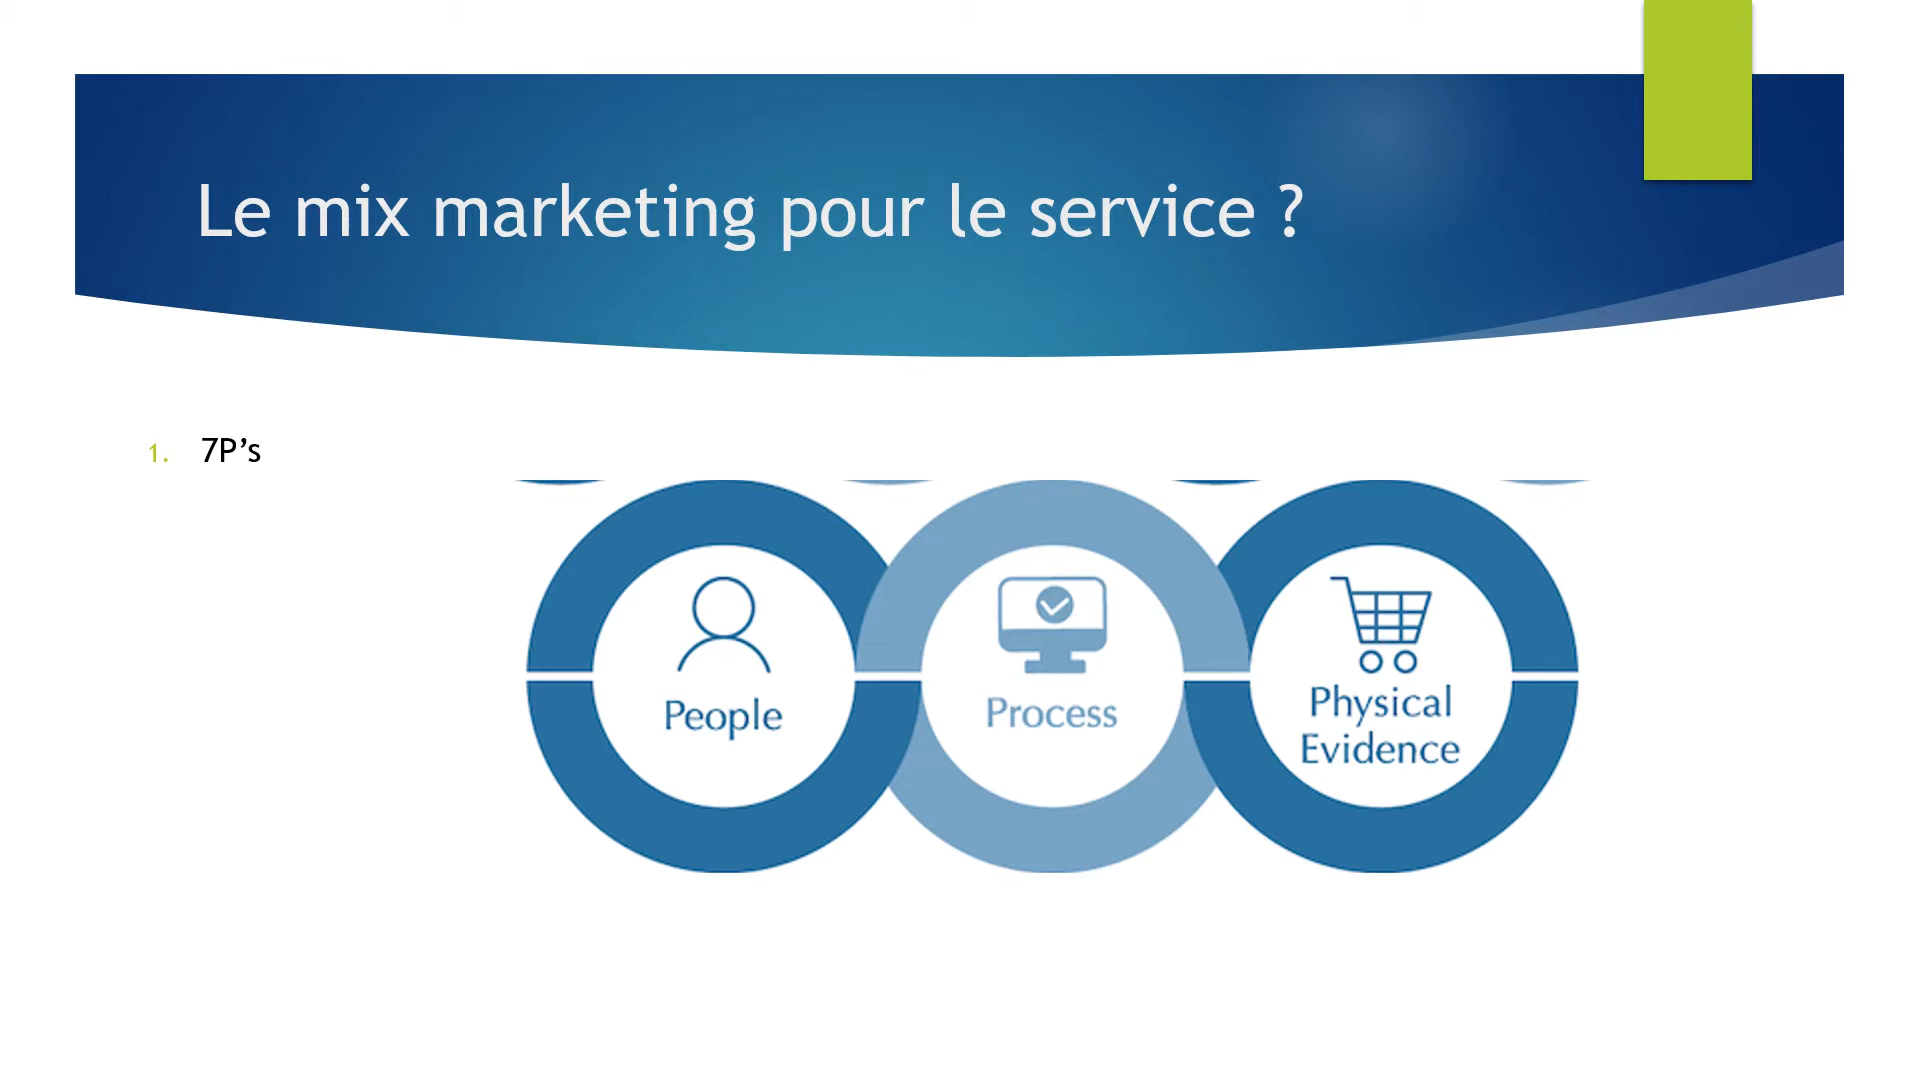 Le mix marketing pour le service ?
1. 7P’s
People
Process
Physical
Evidence